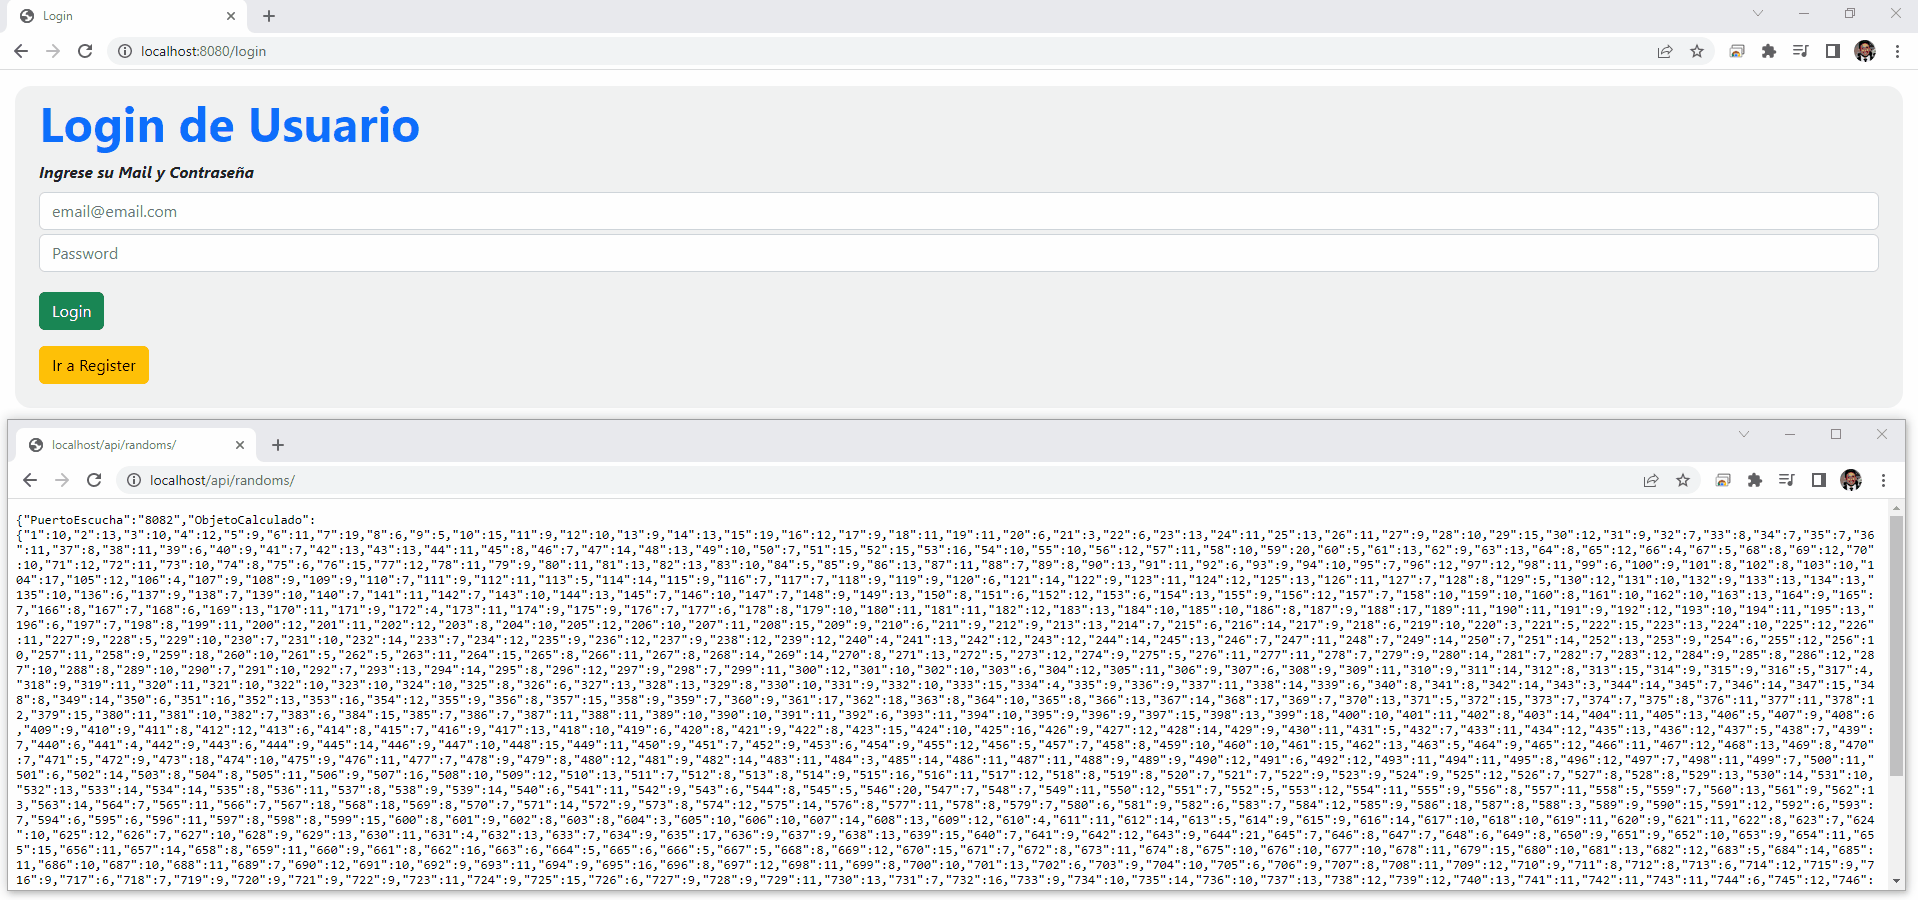 Login
localhost:8080/login
Login de Usuario
Ingrese su Mail y Contraseña
email@email.com
Password
Login
Ir a Register
localhost/api/randoms/
localhost/api/randoms/
{"PuertoEscucha":"8082","ObjetoCalculado":
{"1":10,"2":13,"3":10,"4":12,"5":9,"6":11,"7":19,"8":6,"9":5,"10":15,"11":9,"12":10,"13":9,"14":13,"15":19,"16":12,"17":9,"18":11,"19":11,"20":6,"21":3,"22":6,"23":13,"24":11,"25":13,"26":11,"27":9,"28":10,"29":15,"30":12,"31":9,"32":7,"33":8,"34":7,"35":7,"36
":11,"37":8,"38":11,"39":6,"40":9,"41":7,"42":13,"43":13,"44":11,"45":8,"46":7,"47":14,"48":13,"49":10,"50":7,"51":15,"52":15,"53":16,"54":10,"55":10,"56":12,"57":11,"58":10,"59":20,"60":5,"61":13,"62":9,"63":13,"64":8,"65":12,"66":4,"67":5,"68":8,"69":12,"70
":10,"71":12,"72":11,"73":10,"74":8,"75":6,"76":15,"77":12,"78":11,"79":9,"80":11,"81":13,"82":13,"83":10,"84":5,"85":9,"86":13,"87":11,"88":7,"89":8,"90":13,"91":11,"92":6,"93":9,"94":10,"95":7,"96":12,"97":12,"98":11,"99":6,"100":9,"101":8,"102":8,"103":10,"1
04":17,"105":12,"106":4,"107":9,"108":9,"109":9,"110":7,"111":9,"112":11,"113":5,"114":14,"115":9,"116":7,"117":7,"118":9,"119":9,"120":6,"121":14,"122":9,"123":11,"124":12,"125":13,"126":11,"127":7,"128":8,"129":5,"130":12,"131":10,"132":9,"133":13,"134":13,"
135":10,"136":6,"137":9,"138":7,"139":10,"140":7,"141":11,"142":7,"143":10,"144":13,"145":7,"146":10,"147":7,"148":9,"149":13,"150":8,"151":6,"152":12,"153":6,"154":13,"155":9,"156":12,"157":7,"158":10,"159":10,"160":8,"161":10,"162":10,"163":13,"164":9,"165":
7,"166":8,"167":7,"168":6,"169":13,"170":11,"171":9,"172":4,"173":11,"174":9,"175":9,"176":7,"177":6,"178":8,"179":10,"180":11,"181":11,"182":12,"183":13,"184":10,"185":10,"186":8,"187":9,"188":17,"189":11,"190":11,"191":9,"192":12,"193":10,"194":11,"195":13,"
196":6,"197":7,"198":8,"199":11,"200":12,"201":11,"202":12,"203":8,"204":10,"205":12,"206":10,"207":11,"208":15,"209":9,"210":6,"211":9,"212":9,"213":13,"214":7,"215":6,"216":14,"217":9,"218":6,"219":10,"220":3,"221":5,"222":15,"223":13,"224":10,"225":12,"226
":11,"227":9,"228":5,"229":10,"230":7,"231":10,"232":14,"233":7,"234":12,"235":9,"236":12,"237":9,"238":12,"239":12,"240":4,"241":13,"242":12,"243":12,"244":14,"245":13,"246":7,"247":11,"248":7,"249":14,"250":7,"251":14,"252":13,"253":9,"254":6,"255":12,"256":10
0,"257":11,"258":9,"259":18,"260":10,"261":5,"262":5,"263":11,"264":15,"265":8,"266":11,"267":8,"268":14,"269":14,"270":8,"271":13,"272":5,"273":12,"274":9,"275":5,"276":11,"277":11,"278":7,"279":9,"280":14,"281":7,"282":7,"283":12,"284":9,"285":8,"286":12,"28
7":10,"288":8,"289":10,"290":7,"291":10,"292":7,"293":13,"294":14,"295":8,"296":12,"297":9,"298":7,"299":11,"300":12,"301":10,"302":10,"303":6,"304":12,"305":11,"306":9,"307":6,"308":9,"309":11,"310":9,"311":14,"312":8,"313":15,"314":9,"315":9,"316":5,"317":4,
"318":9,"319":11,"320":11,"321":10,"322":10,"323":10,"324":10,"325":8,"326":6,"327":13,"328":13,"329":8,"330":10,"331":9,"332":10,"333":15,"334":4,"335":9,"336":9,"337":11,"338":14,"339":6,"340":8,"341":8,"342":14,"343":3,"344":14,"345":7,"346":14,"347":15,"34
8":8,"349":14,"350":6,"351":16,"352":13,"353":16,"354":12,"355":9,"356":8,"357":15,"358":9,"359":7,"360":9,"361":17,"362":18,"363":8,"364":10,"365":8,"366":13,"367":14,"368":17,"369":7,"370":13,"371":5,"372":15,"373":7,"374":7,"375":8,"376":11,"377":11,"378":1
2,"379":15,"380":11,"381":10,"382":7,"383":6,"384":15,"385":7,"386":7,"387":11,"388":11,"389":10,"390":10,"391":11,"392":6,"393":11,"394":10,"395":9,"396":9,"397":15,"398":13,"399":18,"400":10,"401":11,"402":8,"403":14,"404":11,"405":13,"406":5,"407":9,"408":6
,"409":9,"410":9,"411":8,"412":12,"413":6,"414":8,"415":7,"416":9,"417":13,"418":10,"419":6,"420":8,"421":9,"422":8,"423":15,"424":10,"425":16,"426":9,"427":12,"428":14,"429":9,"430":11,"431":5,"432":7,"433":11,"434":12,"435":13,"436":12,"437":5,"438":7,"439":
7,"440":6,"441":4,"442":9,"443":6,"444":9,"445":14,"446":9,"447":10,"448":15,"449":11,"450":9,"451":7,"452":9,"453":6,"454":9,"455":12,"456":5,"457":7,"458":8,"459":10,"460":10,"461":15,"462":13,"463":5,"464":9,"465":12,"466":11,"467":12,"468":13,"469":8,"470"
:7,"471":5,"472":9,"473":18,"474":10,"475":9,"476":11,"477":7,"478":9,"479":8,"480":12,"481":9,"482":14,"483":11,"484":3,"485":14,"486":11,"487":11,"488":9,"489":9,"490":12,"491":6,"492":12,"493":11,"494":11,"495":8,"496":12,"497":7,"498":11,"499":7,"500":11,"
501":6,"502":14,"503":8,"504":8,"505":11,"506":9,"507":16,"508":10,"509":12,"510":13,"511":7,"512":8,"513":8,"514":9,"515":16,"516":11,"517":12,"518":8,"519":8,"520":7,"521":7,"522":9,"523":9,"524":9,"525":12,"526":7,"527":8,"528":8,"529":13,"530":14,"531":10,
"532":13,"533":14,"534":14,"535":8,"536":11,"537":8,"538":9,"539":14,"540":6,"541":11,"542":9,"543":6,"544":8,"545":5,"546":20,"547":7,"548":7,"549":11,"550":12,"551":7,"552":5,"553":12,"554":11,"555":9,"556":8,"557":11,"558":5,"559":7,"560":13,"561":9,"562":1
3,"563":14,"564":7,"565":11,"566":7,"567":18,"568":18,"569":8,"570":7,"571":14,"572":9,"573":8,"574":12,"575":14,"576":8,"577":11,"578":8,"579":7,"580":6,"581":9,"582":6,"583":7,"584":12,"585":9,"586":18,"587":8,"588":3,"589":9,"590":15,"591":12,"592":6,"593":
7,"594":6,"595":6,"596":11,"597":8,"598":8,"599":15,"600":8,"601":9,"602":8,"603":8,"604":3,"605":10,"606":10,"607":14,"608":13,"609":12,"610":4,"611":11,"612":14,"613":5,"614":9,"615":9,"616":14,"617":10,"618":10,"619":11,"620":9,"621":11,"622":8,"623":7,"624
":10,"625":12,"626":7,"627":10,"628":9,"629":13,"630":11,"631":4,"632":13,"633":7,"634":9,"635":17,"636":9,"637":9,"638":13,"639":15,"640":7,"641":9,"642":12,"643":9,"644":21,"645":7,"646":8,"647":7,"648":6,"649":8,"650":9,"651":9,"652":10,"653":9,"654":11,"65
5":15,"656":11,"657":14,"658":8,"659":11,"660":9,"661":8,"662":16,"663":6,"664":5,"665":6,"666":5,"667":5,"668":8,"669":12,"670":15,"671":7,"672":8,"673":11,"674":8,"675":10,"676":10,"677":10,"678":11,"679":15,"680":10,"681":13,"682":12,"683":5,"684":14,"685":
11,"686":10,"687":10,"688":11,"689":7,"690":12,"691":10,"692":9,"693":11,"694":9,"695":16,"696":8,"697":12,"698":11,"699":8,"700":10,"701":13,"702":6,"703":9,"704":10,"705":6,"706":9,"707":8,"708":11,"709":12,"710":9,"711":8,"712":8,"713":6,"714":12,"715":9,"7
16":9,"717":6,"718":7,"719":9,"720":9,"721":9,"722":9,"723":11,"724":9,"725":15,"726":6,"727":9,"728":9,"729":11,"730":13,"731":7,"732":16,"733":9,"734":10,"735":14,"736":10,"737":13,"738":12,"739":12,"740":13,"741":11,"742":11,"743":11,"744":6,"745":12,"746":